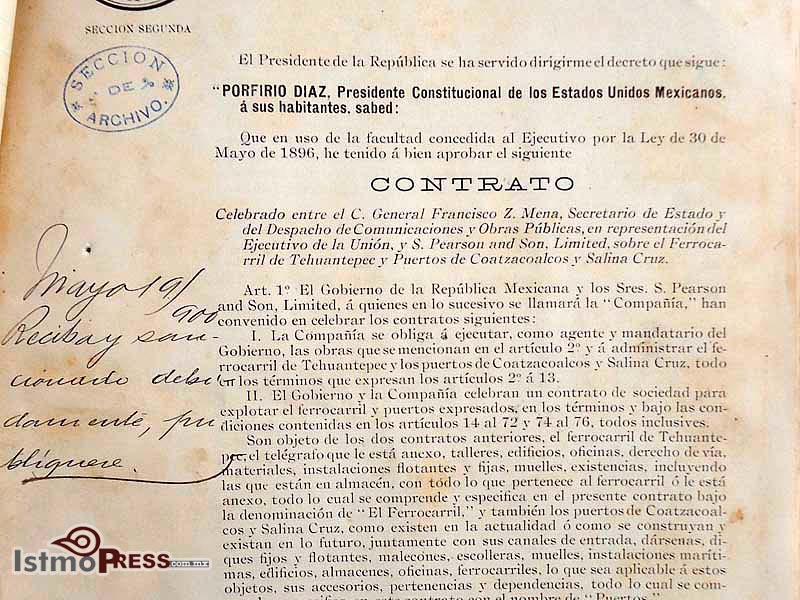 SECCION SEGUNDA
SECCION
DE
ARCHIVO.
El Presidente de la República se ha servido dirigirme el decreto que sigue:
"PORFIRIO DIAZ, Presidente Constitucional de los Estados Unidos Mexicanos.
á sus habitantes. sabed:
Que en uso de la facultad concedida al Ejecutivo por la Ley de 30 de
Mayo de 1896, he tenido á bien aprobar el siguiente
CONTRATO
Celebrado entre el C. General Francisco Z. Mena, Secretario de Estado y
del Despacho de Comunicaciones y Obras Públicas, en representación del
Ejecutivo de la Unión, y S. Pearson and Son, Limited, sobre el Ferroca-
rril de Tehuantepec y Puertos de Coatzacoalcos y Salina Cruz.
Art. 1º El Gobierno de la República Mexicana y los Sres. S. Pearson
and Son, Limited, á quienes en lo sucesivo se llamará la "Compañía," han
convenido en celebrar los contratos siguientes:
I. La Compañía se obliga á ejecutar, como agente y mandatario del
Gobierno, las obras que se mencionan en el artículo 2º y á administrar el fe-
rrocarril de Tehuantepec y los puertos de Coatzacoalcos y Salina Cruz, todo
en los términos que expresan los artículos 2º á 13.
II. El Gobierno y la Compañía celebran un contrato de sociedad para
explotar el ferrocarril y puertos expresados, en los términos y bajo las con-
diciones contenidas en los artículos 14 al 72 y 74 al 76, todos inclusives.
Son objeto de los dos contratos anteriores, el ferrocarril de Tehuante-
pec, el telégrafo que le está anexo, talleres, edificios, oficinas, derecho de vía,
materiales, instalaciones flotantes y fijas, muelles, existencias, incluyendo
las que están en almacén, con todo lo que pertenece al ferrocarril ó le está
anexo, todo lo cual se comprende y especifica en el presente contrato bajo
la denominación de "El Ferrocarril," y también los puertos de Coatzacoal-
cos y Salina Cruz, como existen en la actualidad ó como se construyan y
existan en lo futuro, juntamente con sus canales de entrada, dársenas, di-
ques fijos y flotantes, malecones, escolleras, muelles, instalaciones maríti-
mas, edificios, almacenes, oficinas, ferrocarriles, lo que sea aplicable á estos
objetos, sus accesorios, pertenencias y dependencias, todo lo cual se com-
Mayo 19/
900
Reciba y san-
cionado debi
damente, pu
blíquese.
IstmoPress.com.mx